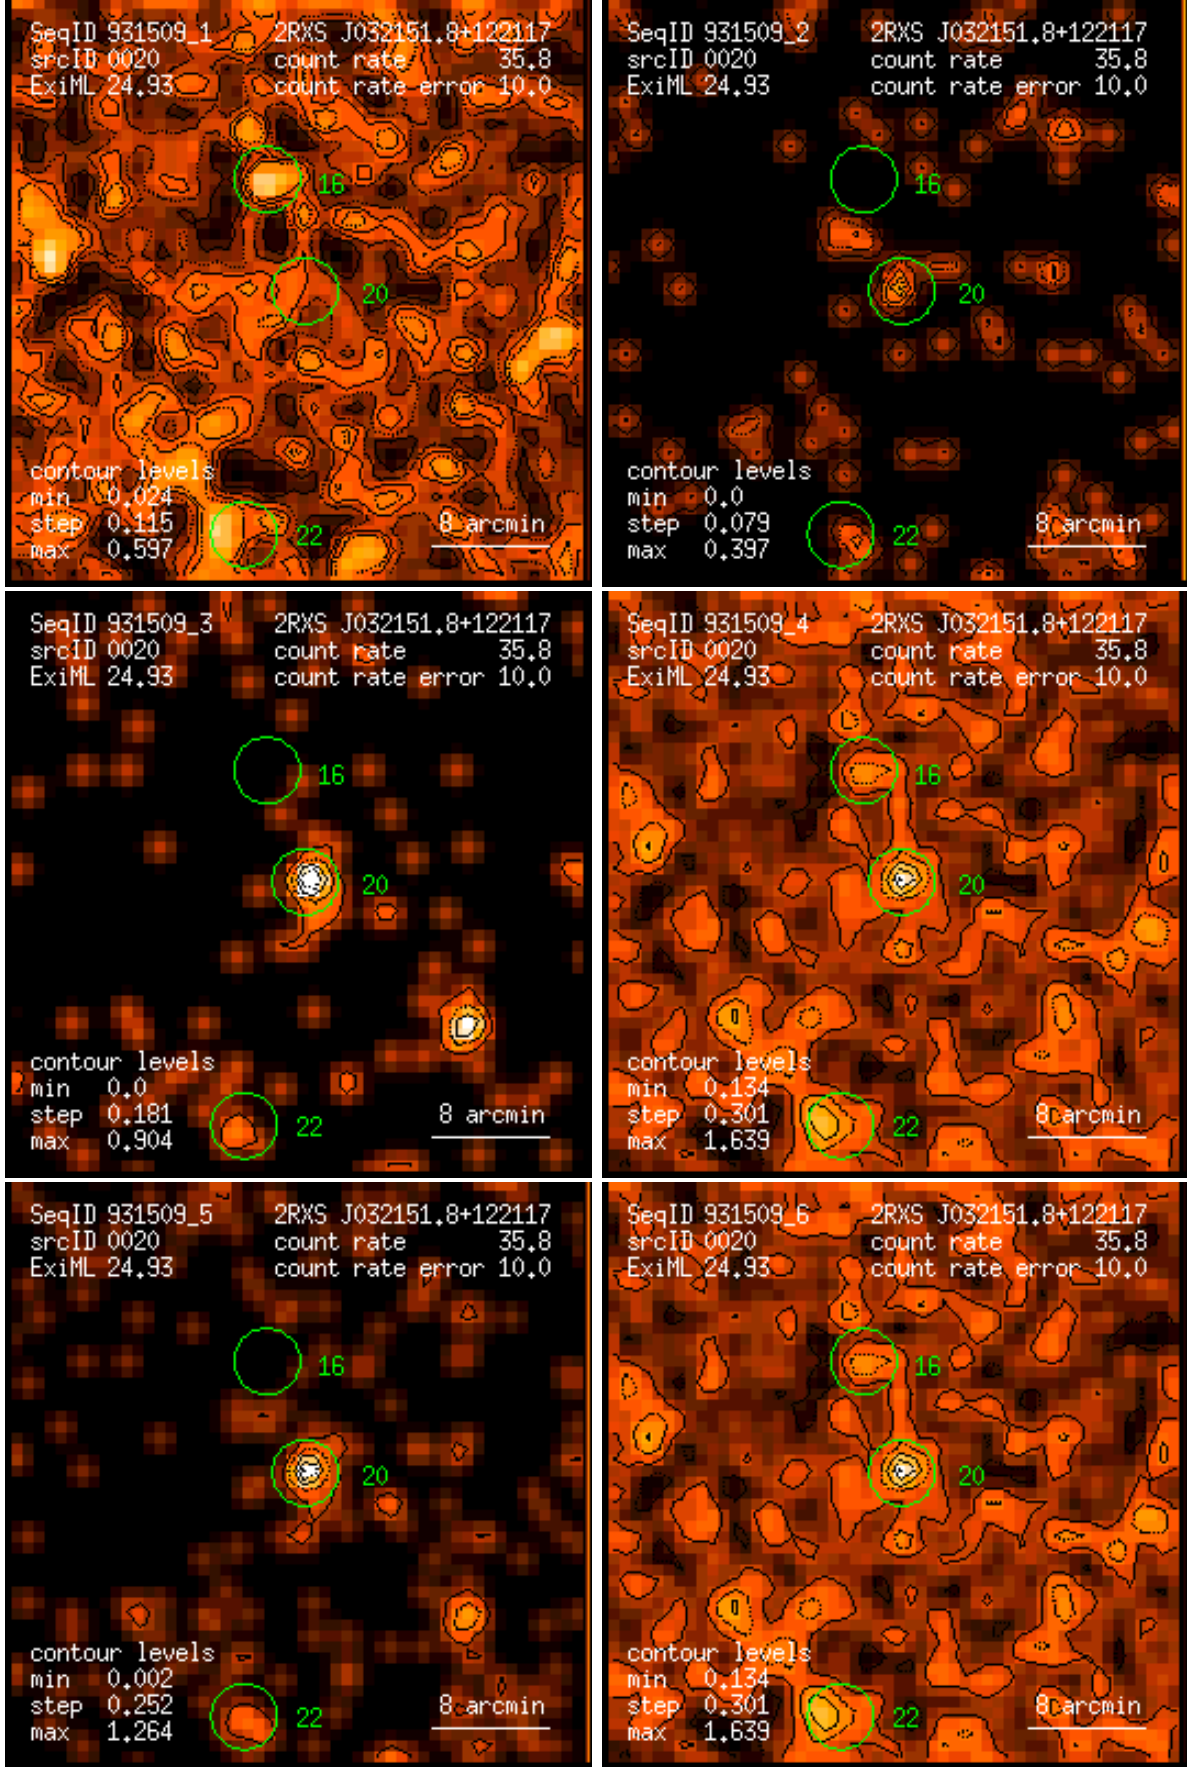 SeqID 931509_1 2RXS J032151.8+122117
srcID 0020 count rate 35.8
ExiML 24.93 count rate error 10.0
16
20
contour levels
min 0.024
step 0.115 22 8 arcmin
max 0.597
SeqID 931509_2 2RXS J032151.8+122117
srcID 0020 count rate 35.8
ExiML 24.93 count rate error 10.0
16
20
contour levels
min 0.0
step 0.079 22 8 arcmin
max 0.397
SeqID 931509_3 2RXS J032151.8+122117
srcID 0020 count rate 35.8
ExiML 24.93 count rate error 10.0
16
20
contour levels
min 0.0
step 0.181 22 8 arcmin
max 0.904
SeqID 931509_4 2RXS J032151.8+122117
srcID 0020 count rate 35.8
ExiML 24.93 count rate error 10.0
16
20
contour levels
min 0.134
step 0.301 22 8 arcmin
max 1.639
SeqID 931509_5 2RXS J032151.8+122117
srcID 0020 count rate 35.8
ExiML 24.93 count rate error 10.0
16
20
contour levels
min 0.002
step 0.252 22 8 arcmin
max 1.264
SeqID 931509_6 2RXS J032151.8+122117
srcID 0020 count rate 35.8
ExiML 24.93 count rate error 10.0
16
20
contour levels
min 0.134
step 0.301 22 8 arcmin
max 1.639